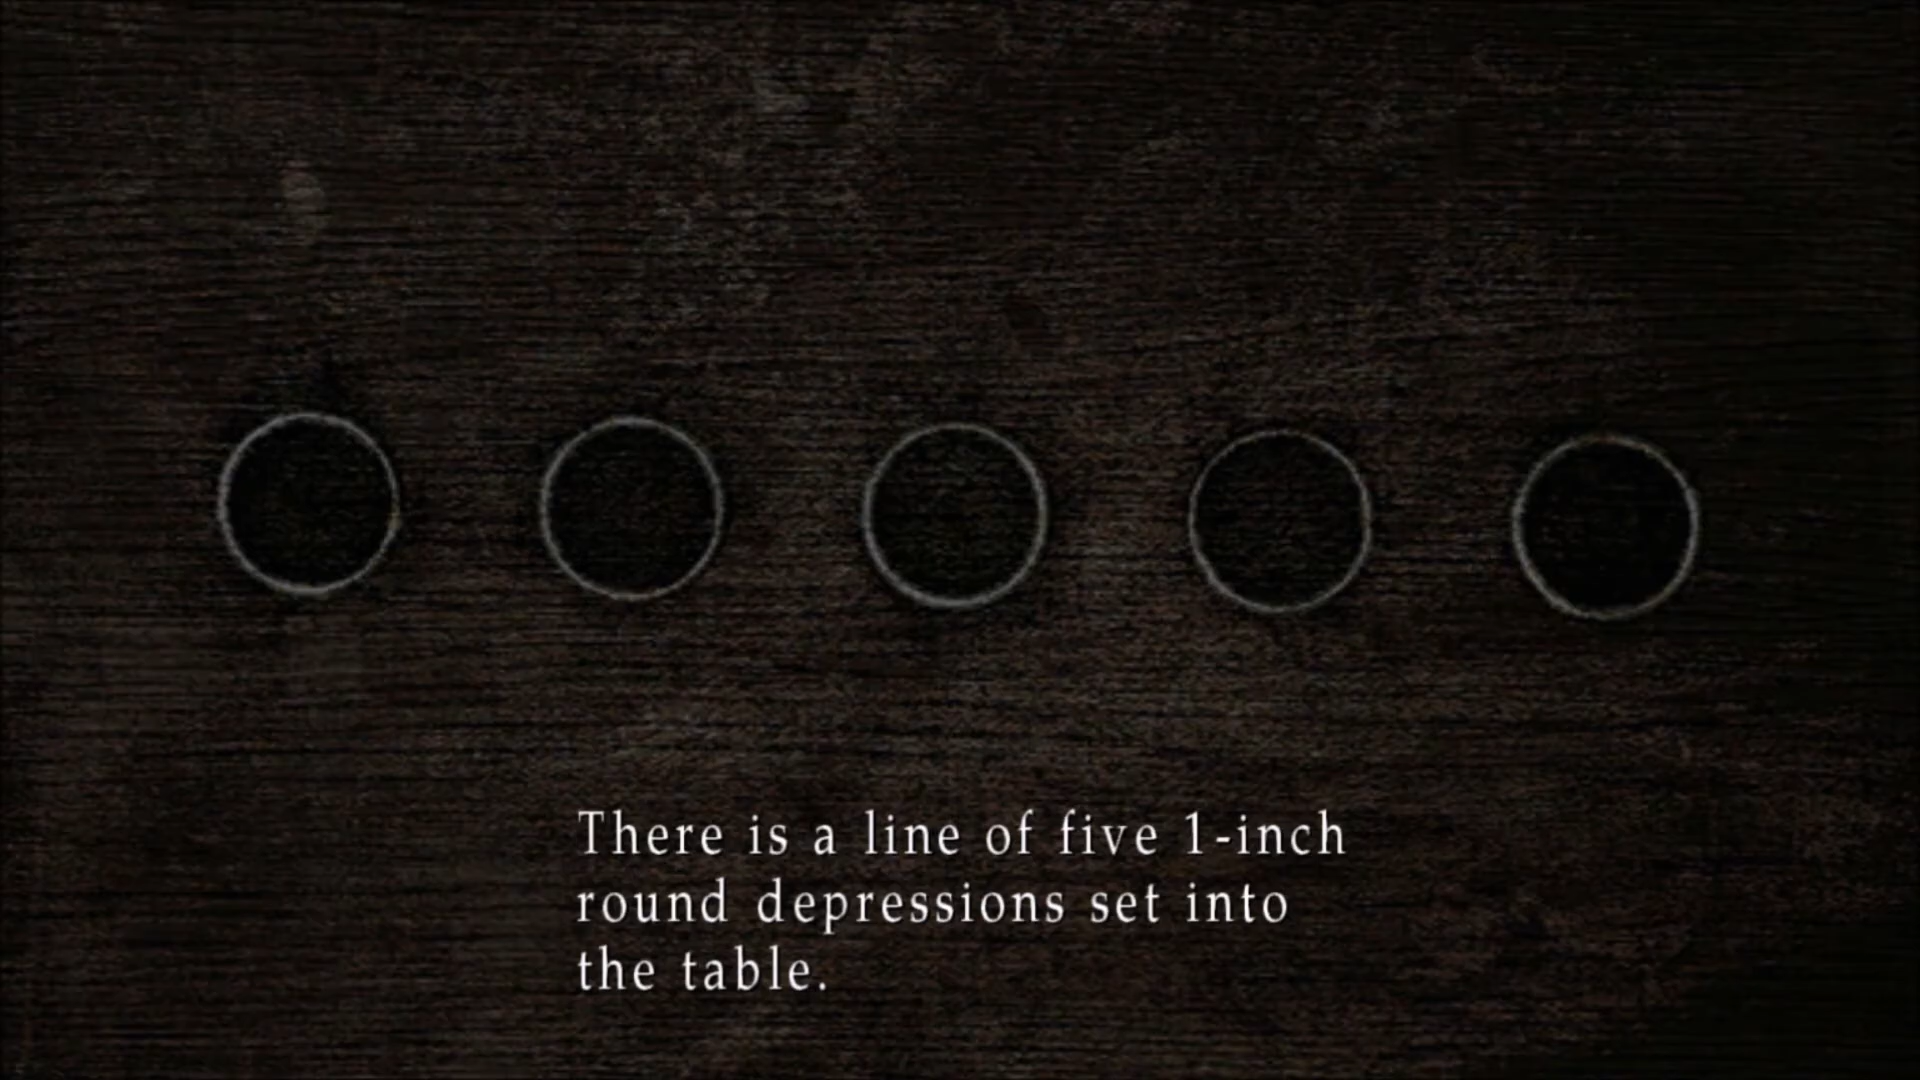 There is a line of five 1-inch
round depressions set into
the table.